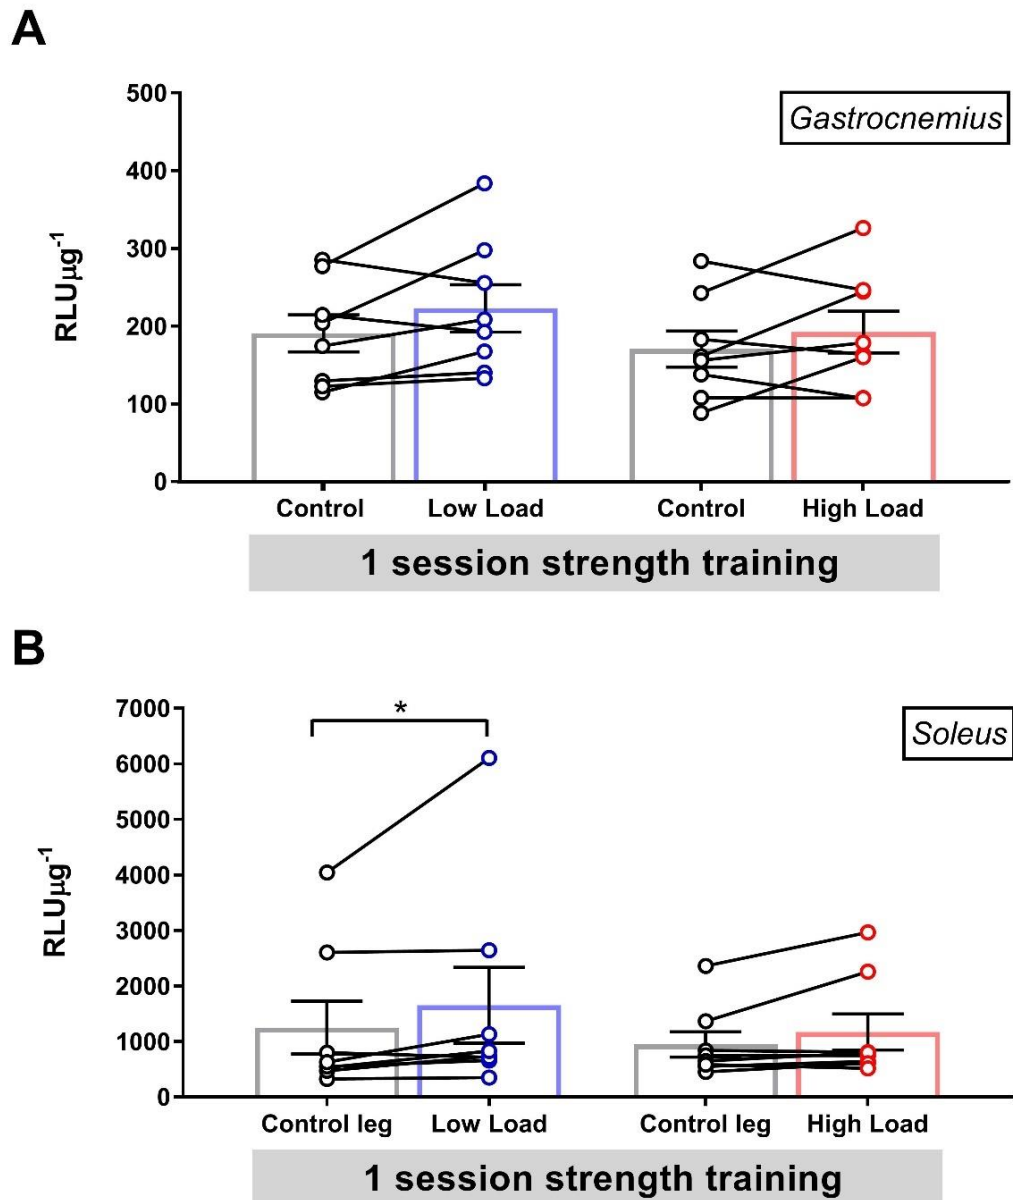 A
Gastrocnemius
RLUµg⁻¹
500
400
300
200
100
0
Control Low Load Control High Load
1 session strength training
B
Soleus
RLUµg⁻¹
7000
6000
5000
4000
3000
2000
1000
0
*
Control leg Low Load Control leg High Load
1 session strength training